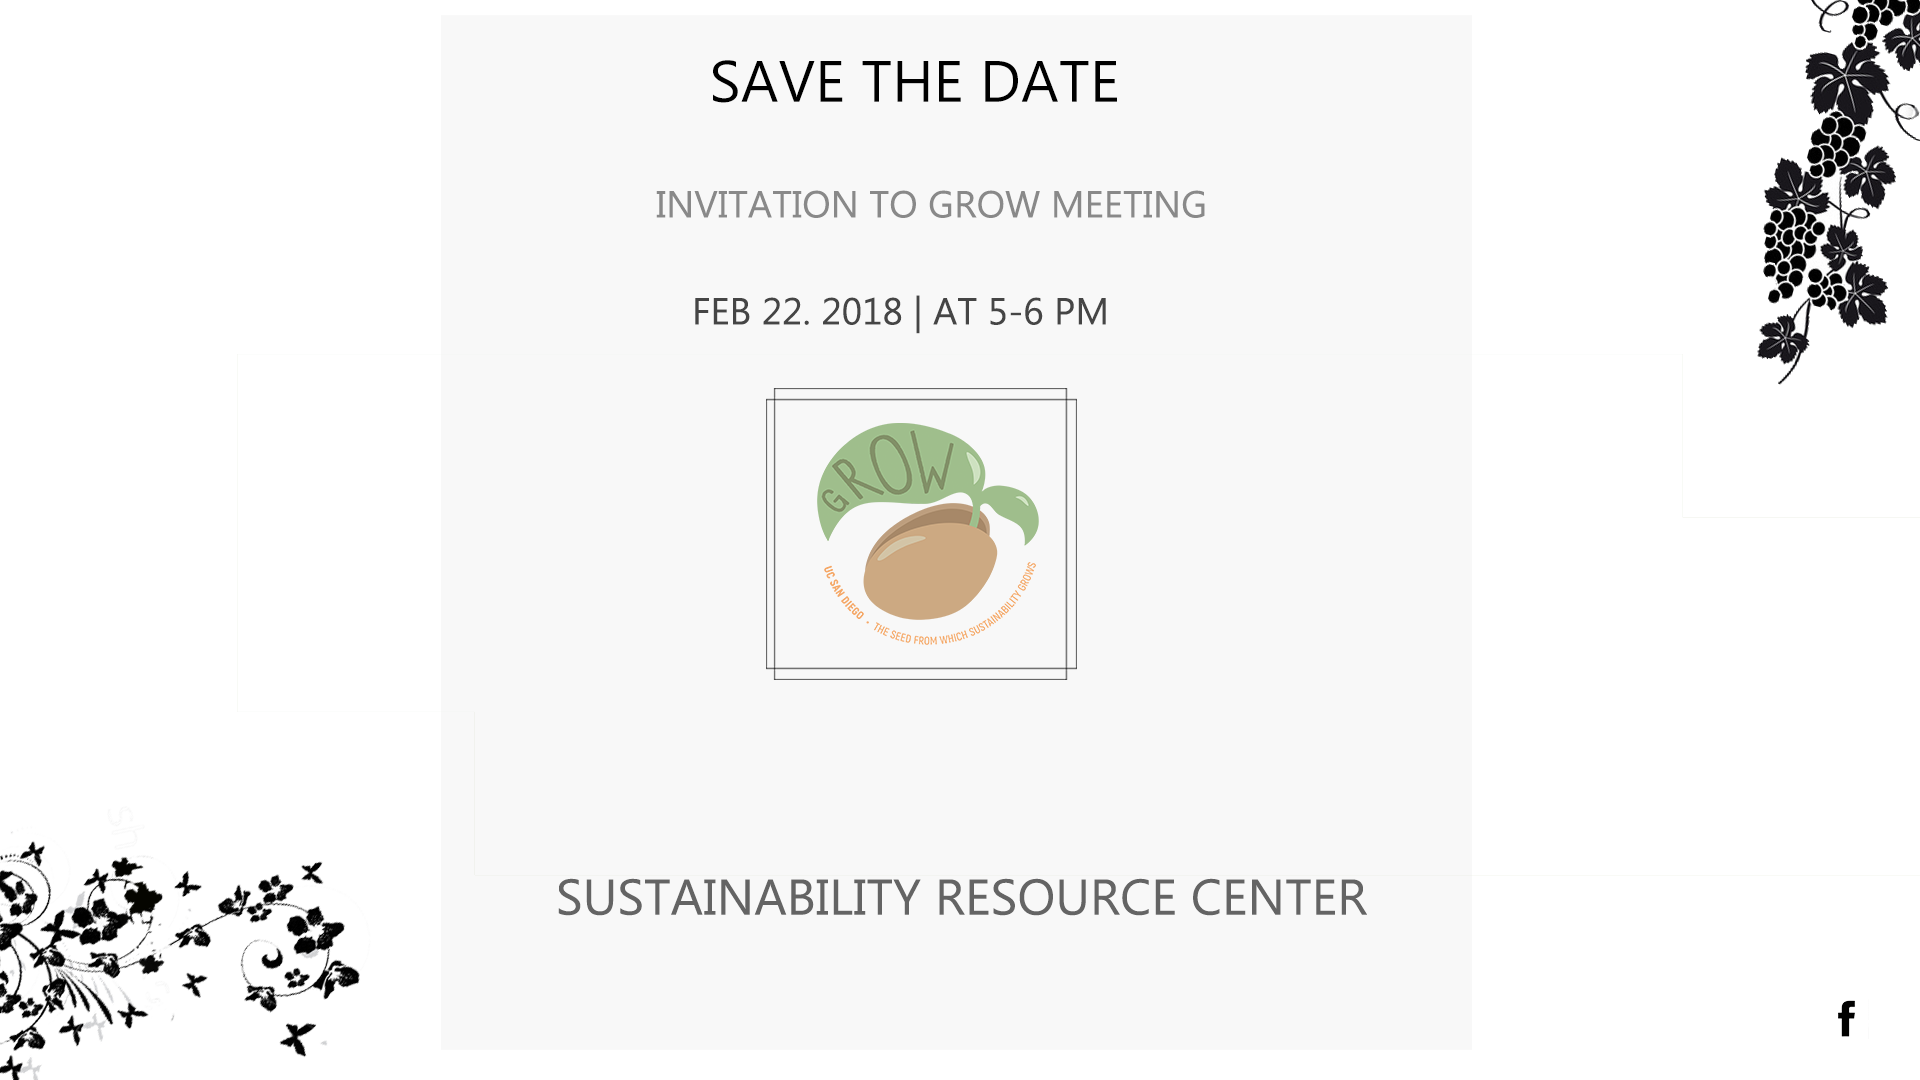 SAVE THE DATE
INVITATION TO GROW MEETING
FEB 22. 2018 | AT 5-6 PM
GROW
UC SAN DIEGO • THE SEED FROM WHICH SUSTAINABILITY GROWS
SUSTAINABILITY RESOURCE CENTER
f